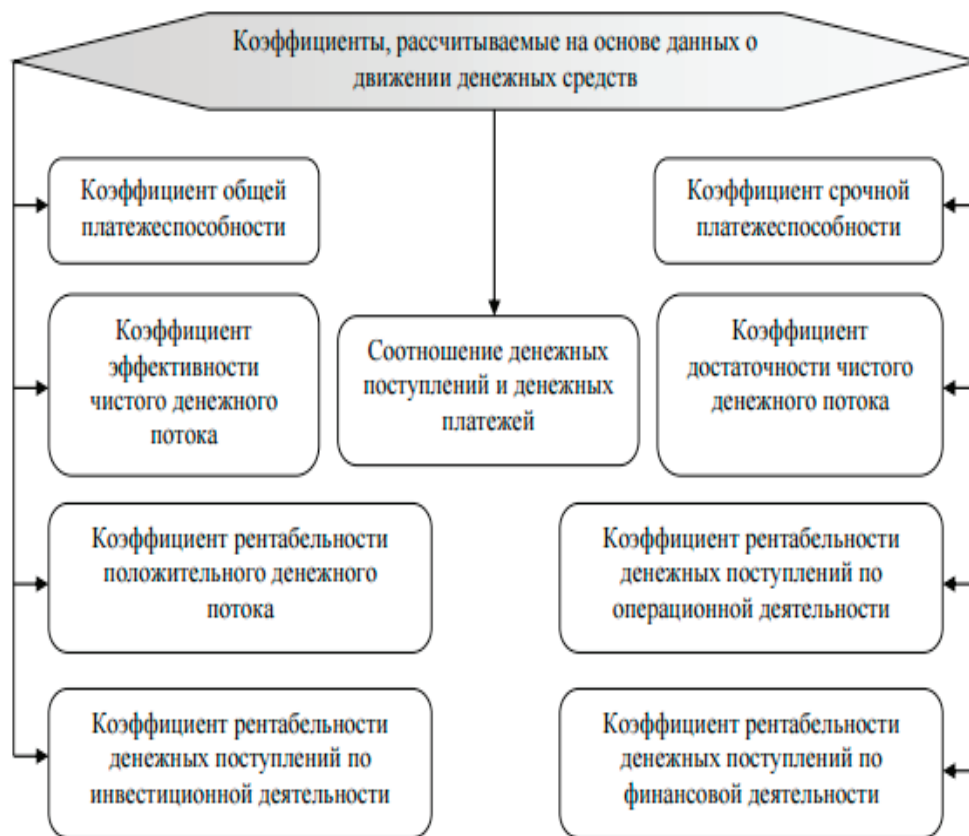 Коэффициенты, рассчитываемые на основе данных о
движении денежных средств
Коэффициент общей
платежеспособности
Коэффициент срочной
платежеспособности
Коэффициент
эффективности
чистого денежного
потока
Соотношение денежных
поступлений и денежных
платежей
Коэффициент
достаточности чистого
денежного потока
Коэффициент рентабельности
положительного денежного
потока
Коэффициент рентабельности
денежных поступлений по
операционной деятельности
Коэффициент рентабельности
денежных поступлений по
инвестиционной деятельности
Коэффициент рентабельности
денежных поступлений по
финансовой деятельности